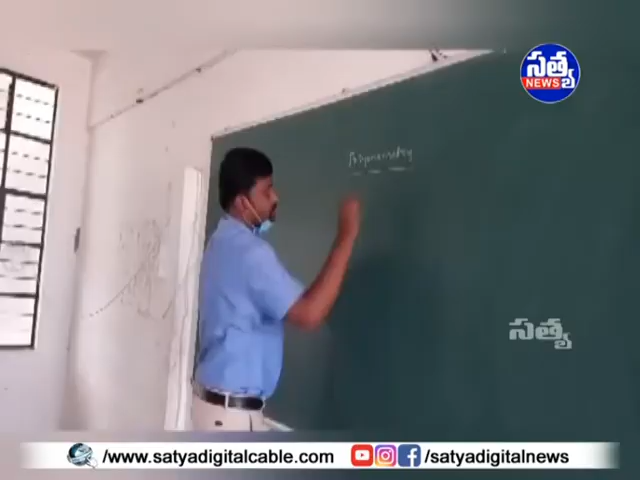 సత్య
NEWS
సత్య
/www.satyadigitalcable.com
/satyadigitalnews